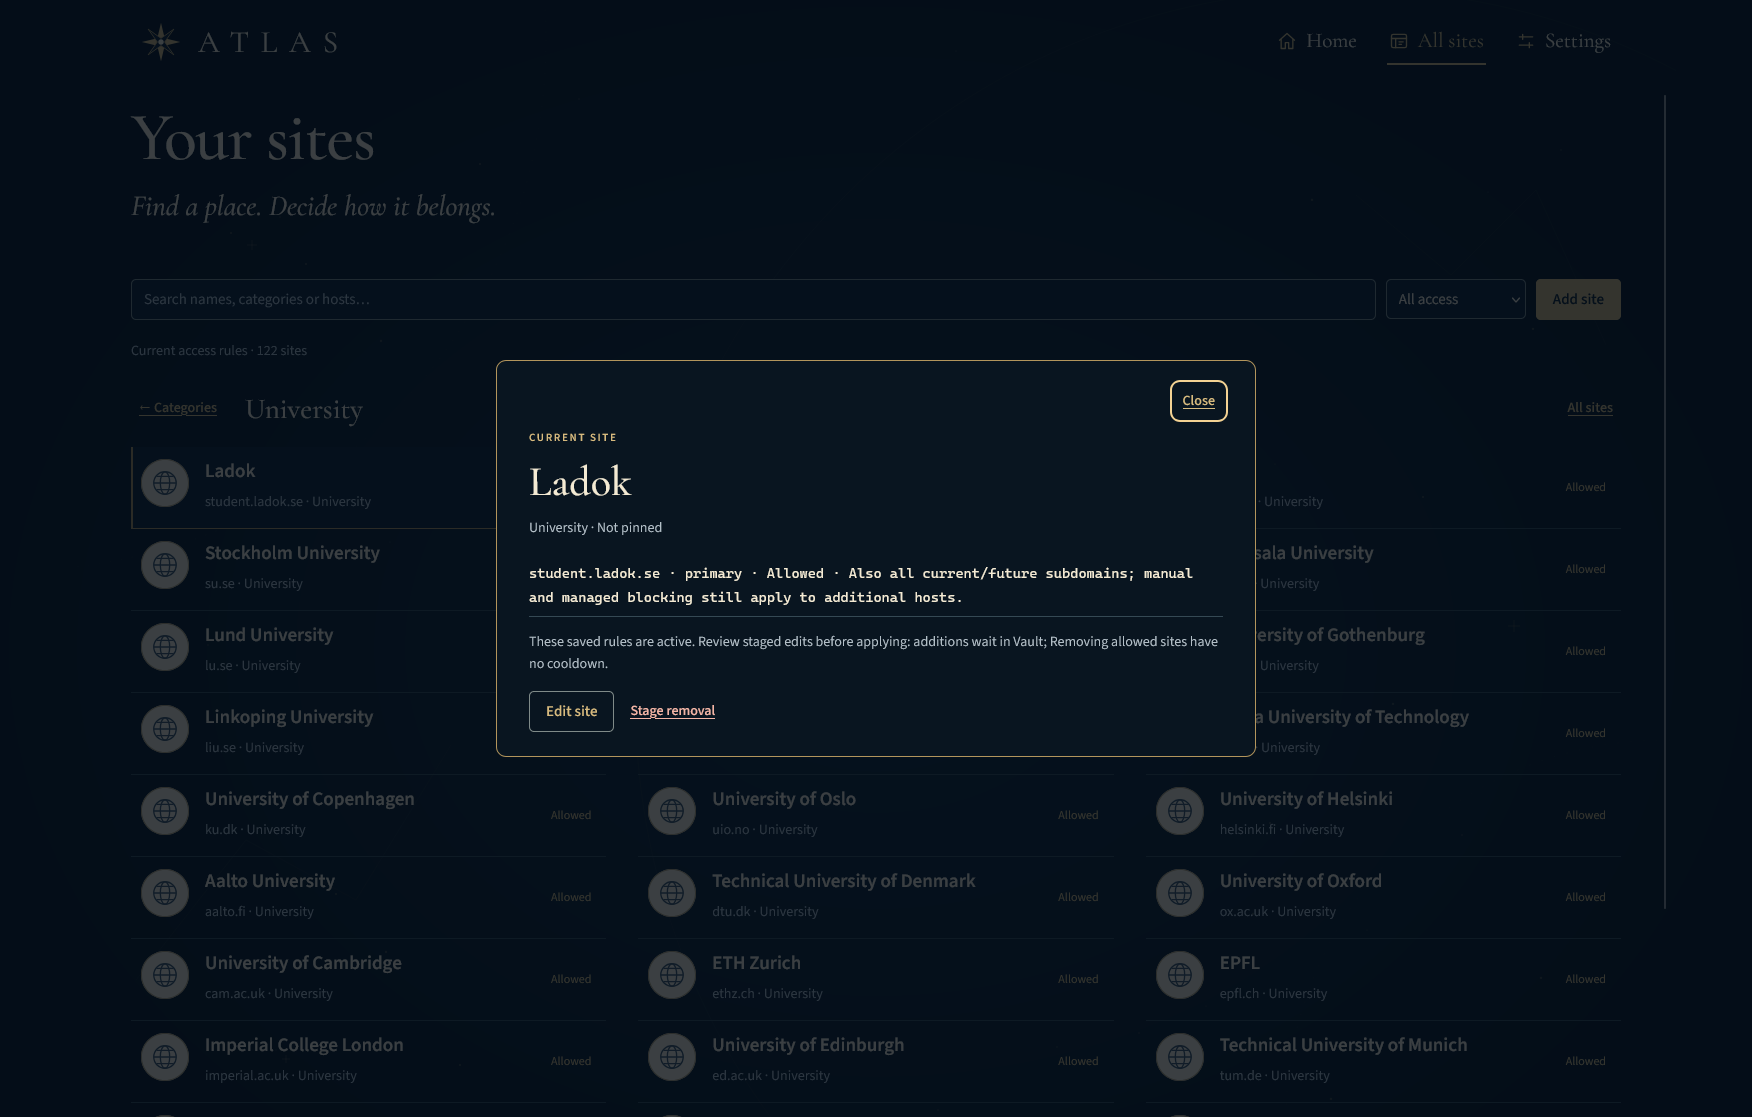 ATLAS
Home
All sites
Settings
Your sites
Find a place. Decide how it belongs.
Search names, categories or hosts...
All access
Add site
Current access rules · 122 sites
← Categories
University
All sites
Close
CURRENT SITE
Ladok
University · Not pinned
student.ladok.se · primary · Allowed · Also all current/future subdomains; manual
and managed blocking still apply to additional hosts.
These saved rules are active. Review staged edits before applying: additions wait in Vault; Removing allowed sites have
no cooldown.
Edit site
Stage removal
Ladok
student.ladok.se · University
· University
Allowed
Stockholm University
su.se · University
University
University
Allowed
Lund University
lu.se · University
of Gothenburg
University
Allowed
Linkoping University
liu.se · University
University of Technology
· University
Allowed
University of Copenhagen
ku.dk · University
Allowed
University of Oslo
uio.no · University
Allowed
University of Helsinki
helsinki.fi · University
Allowed
Aalto University
aalto.fi · University
Allowed
Technical University of Denmark
dtu.dk · University
Allowed
University of Oxford
ox.ac.uk · University
Allowed
University of Cambridge
cam.ac.uk · University
Allowed
ETH Zurich
ethz.ch · University
Allowed
EPFL
epfl.ch · University
Allowed
Imperial College London
imperial.ac.uk · University
Allowed
University of Edinburgh
ed.ac.uk · University
Allowed
Technical University of Munich
tum.de · University
Allowed